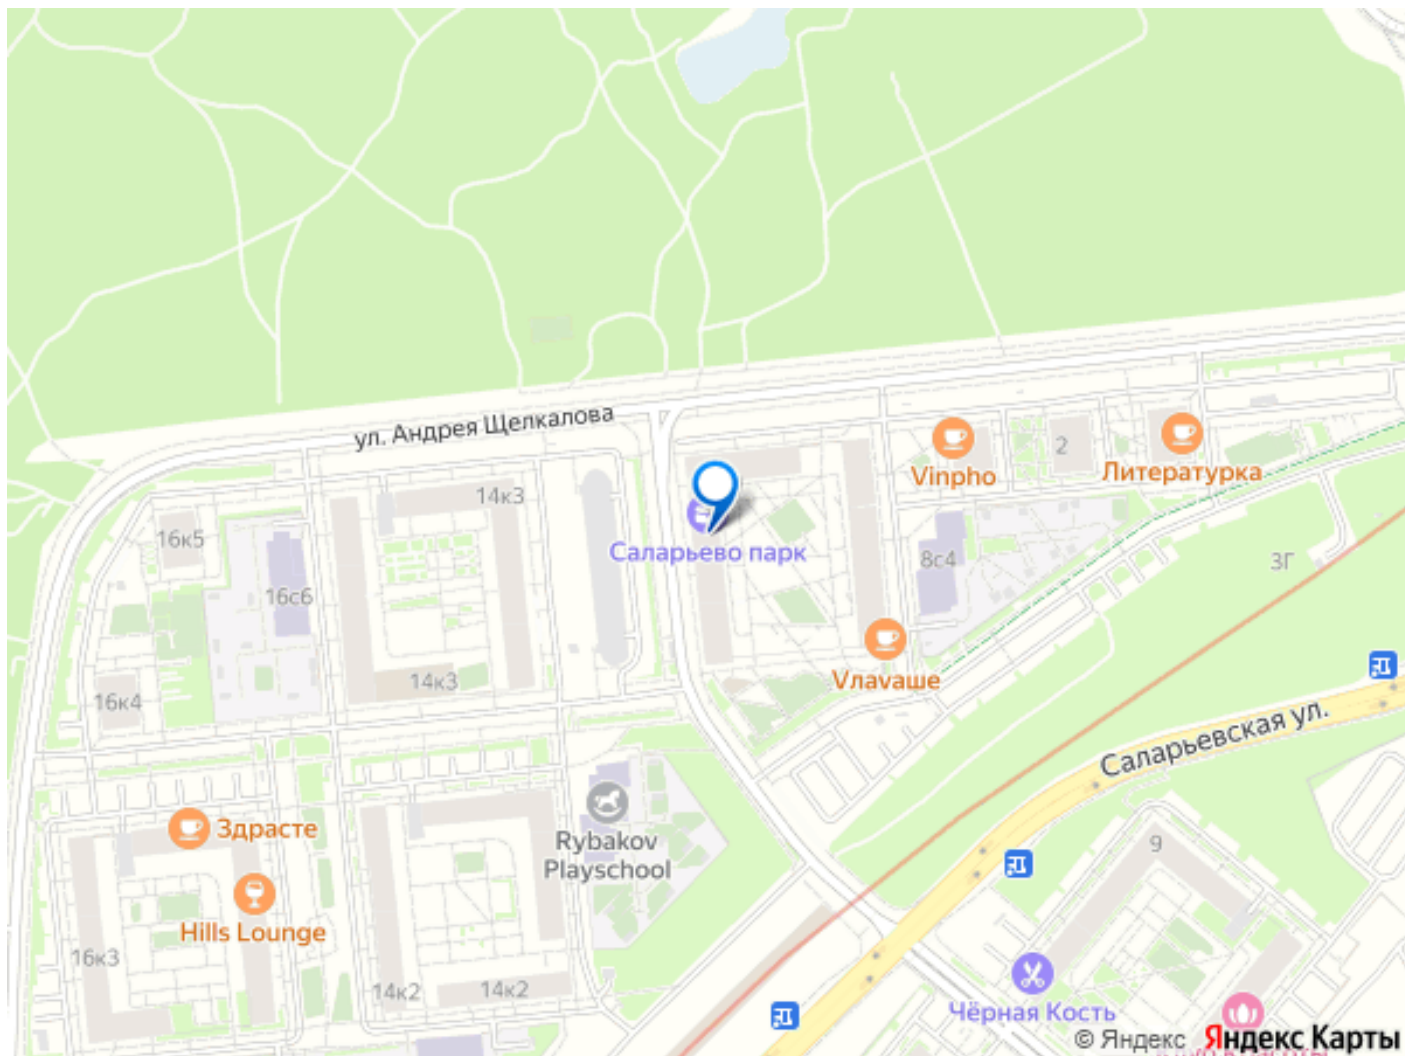 ул. Андрея Щелкалова
Vinpho
2
Литературка
14к3
16к5
Саларьево парк
8с4
3Г
16с6
Vлаvаше
14к3
16к4
Саларьевская ул.
Здрасте
Rybakov
Playschool
9
Hills Lounge
16к3
14к2
14к2
Чёрная Кость
© Яндекс Яндекс Карты